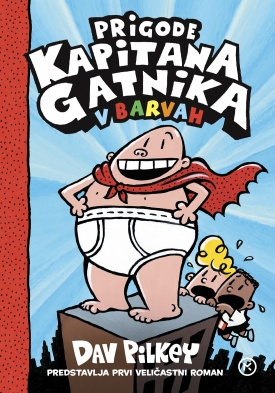 PRIGODE
KAPITANA
GATNIKA
V BARVAH
DAV PILKEY
PREDSTAVLJA PRVI VELIČASTNI ROMAN